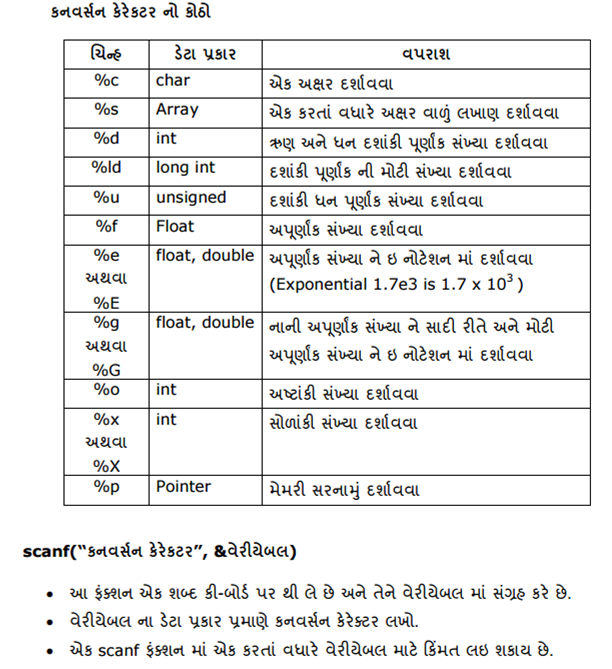 કનવર્સન કેરેકટર નો કોઠો
ચિન્હ ડેટા પ્રકાર વપરાશ
%c char એક અક્ષર દર્શાવવા
%s Array એક કરતાં વધારે અક્ષર વાળું લખાણ દર્શાવવા
%d int ઋણ અને ધન દશાંકી પૂર્ણાંક સંખ્યા દર્શાવવા
%ld long int દશાંકી પૂર્ણાંક ની મોટી સંખ્યા દર્શાવવા
%u unsigned દશાંકી ધન પૂર્ણાંક સંખ્યા દર્શાવવા
%f Float અપૂર્ણાંક સંખ્યા દર્શાવવા
%e float, double અપૂર્ણાંક સંખ્યા ને ઇ નોટેશન માં દર્શાવવા
અથવા (Exponential 1.7e3 is 1.7 x 10³ )
%E
%g float, double નાની અપૂર્ણાંક સંખ્યા ને સાદી રીતે અને મોટી
અથવા અપૂર્ણાંક સંખ્યા ને ઇ નોટેશન માં દર્શાવવા
%G
%o int અષ્ટાંકી સંખ્યા દર્શાવવા
%x int સોળાંકી સંખ્યા દર્શાવવા
અથવા
%X
%p Pointer મેમરી સરનામું દર્શાવવા
scanf(“કનવર્સન કેરેકટર”, &વેરીયેબલ)
• આ ફંક્શન એક શબ્દ કી-બોર્ડ પર થી લે છે અને તેને વેરીયેબલ માં સંગ્રહ કરે છે.
• વેરીયેબલ ના ડેટા પ્રકાર પ્રમાણે કનવર્સન કેરેક્ટર લખો.
• એક scanf ફંક્શન માં એક કરતાં વધારે વેરીયેબલ માટે કિંમત લઇ શકાય છે.